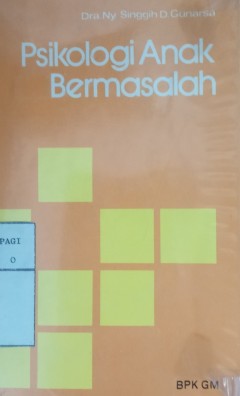 Dra. Ny. Singgih D. Gunarsa
Psikologi Anak
Bermasalah
PAGI
O
BPK GM